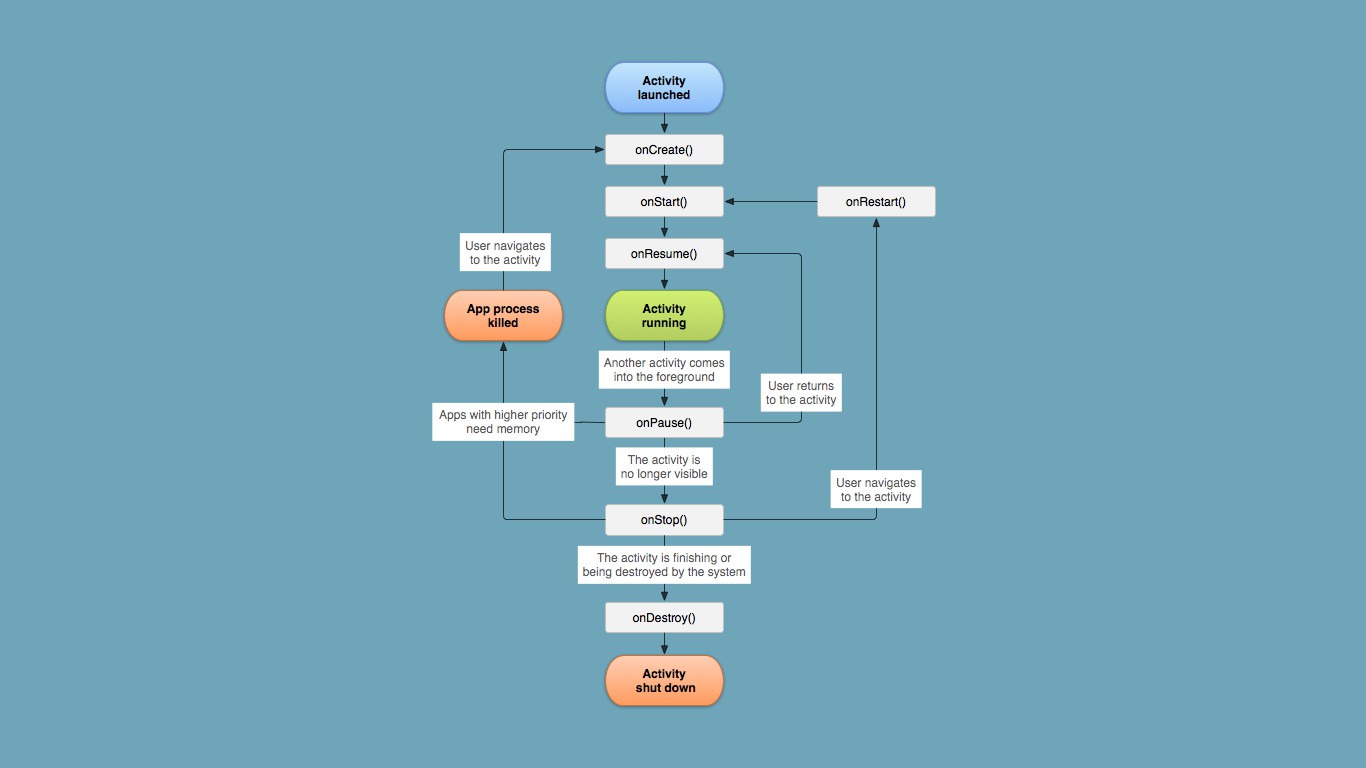 Activity
launched
onCreate()
onStart()
onRestart()
onResume()
User navigates
to the activity
App process
killed
Activity
running
Another activity comes
into the foreground
User returns
to the activity
Apps with higher priority
need memory
onPause()
The activity is
no longer visible
User navigates
to the activity
onStop()
The activity is finishing or
being destroyed by the system
onDestroy()
Activity
shut down